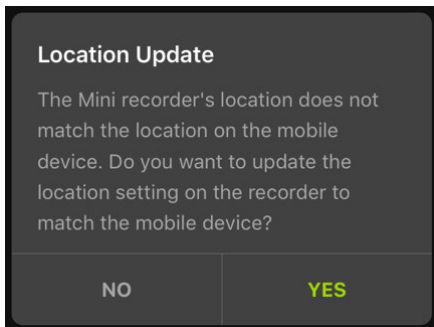 Location Update
The Mini recorder's location does not
match the location on the mobile
device. Do you want to update the
location setting on the recorder to
match the mobile device?
NO
YES